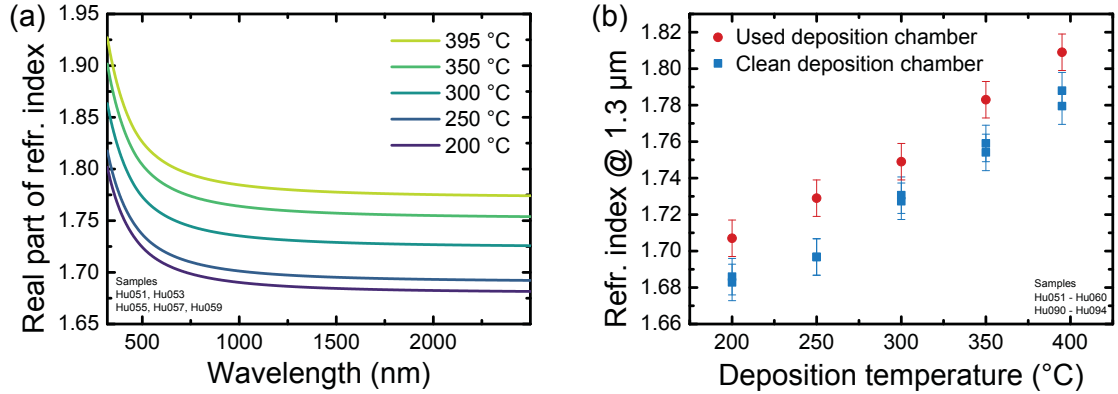 (a)
Real part of refr. index
1.95
1.90
1.85
1.80
1.75
1.70
1.65
395 °C
350 °C
300 °C
250 °C
200 °C
Samples
Hu051, Hu053
Hu055, Hu057, Hu059
500
1000
1500
2000
Wavelength (nm)
(b)
Refr. index @ 1.3 µm
1.82
1.80
1.78
1.76
1.74
1.72
1.70
1.68
1.66
Used deposition chamber
Clean deposition chamber
Samples
Hu051 - Hu060
Hu090 - Hu094
200
250
300
350
400
Deposition temperature (°C)